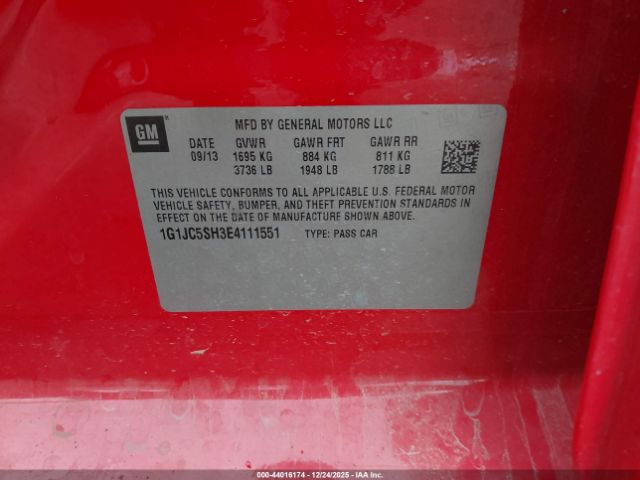 GM
MFD BY GENERAL MOTORS LLC
DATE GVWR GAWR FRT GAWR RR
09/13 1695 KG 884 KG 811 KG
3736 LB 1948 LB 1788 LB
THIS VEHICLE CONFORMS TO ALL APPLICABLE U.S. FEDERAL MOTOR
VEHICLE SAFETY, BUMPER, AND THEFT PREVENTION STANDARDS IN
EFFECT ON THE DATE OF MANUFACTURE SHOWN ABOVE.
1G1JC5SH3E4111551 TYPE: PASS CAR
000-44016174 • 12/24/2025 • IAAI.COM